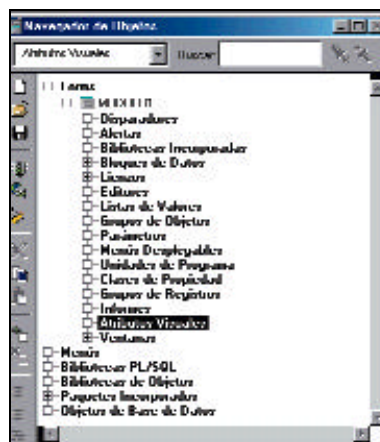 Navegador de Objetos
Atributos Visuales
Buscar
Forms
MODULO1
Disparadores
Alertas
Bibliotecas Incorporadas
Bloques de Datos
Lienzos
Editores
Listas de Valores
Grupos de Objetos
Parámetros
Menús Desplegables
Unidades de Programa
Clases de Propiedad
Grupos de Registros
Informes
Atributos Visuales
Ventanas
Menús
Bibliotecas PL/SQL
Bibliotecas de Objetos
Paquetes Incorporados
Objetos de Base de Datos